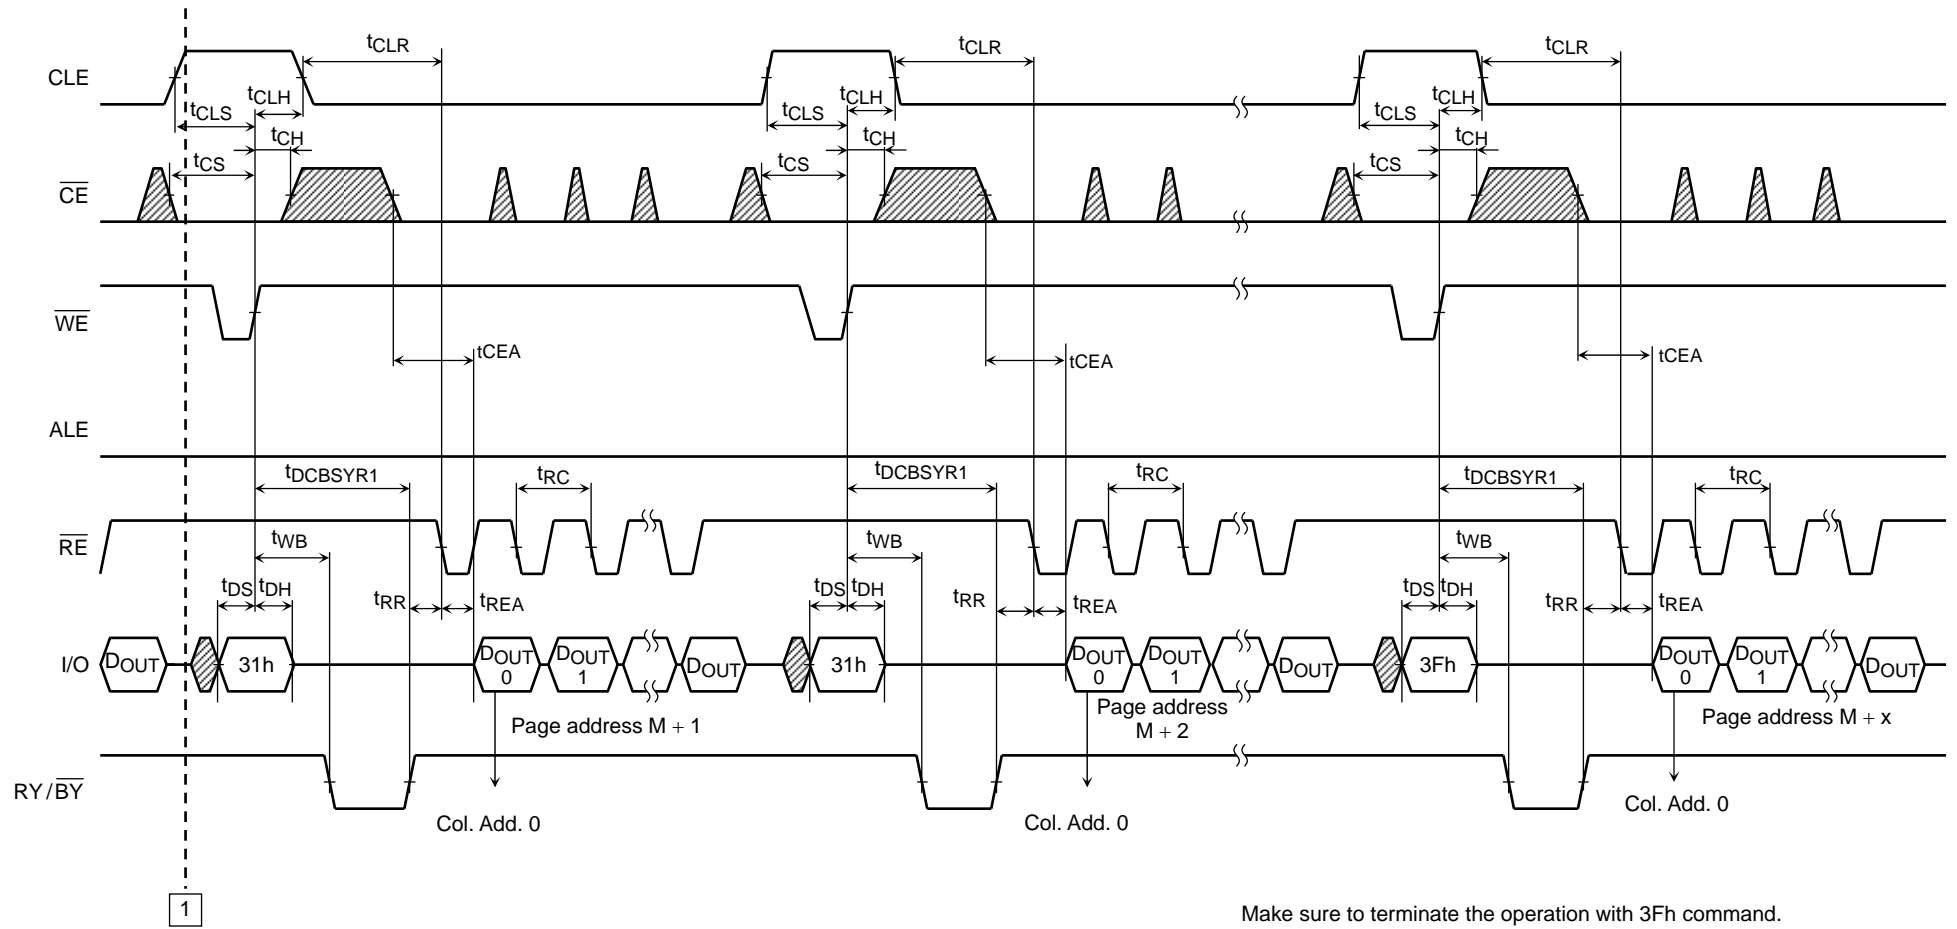 tCLR tCLR tCLR
CLE
tCLH tCLH tCLH
tCLS tCLS tCLS
tCH tCH tCH
tCS tCS tCS
CE
WE
tCEA tCEA tCEA
ALE
tDCBSYR1 tRC tDCBSYR1 tRC tDCBSYR1 tRC
RE
tWB tWB tWB
tDS tDH tDS tDH tDS tDH
tRR tREA tRR tREA tRR tREA
I/O DOUT 31h DOUT 0 DOUT 1 DOUT 31h DOUT 0 DOUT 1 DOUT 3Fh DOUT 0 DOUT 1 DOUT
Page address M + 1
Page address
M + 2
Page address M + x
RY/BY
Col. Add. 0 Col. Add. 0 Col. Add. 0
1
Make sure to terminate the operation with 3Fh command.